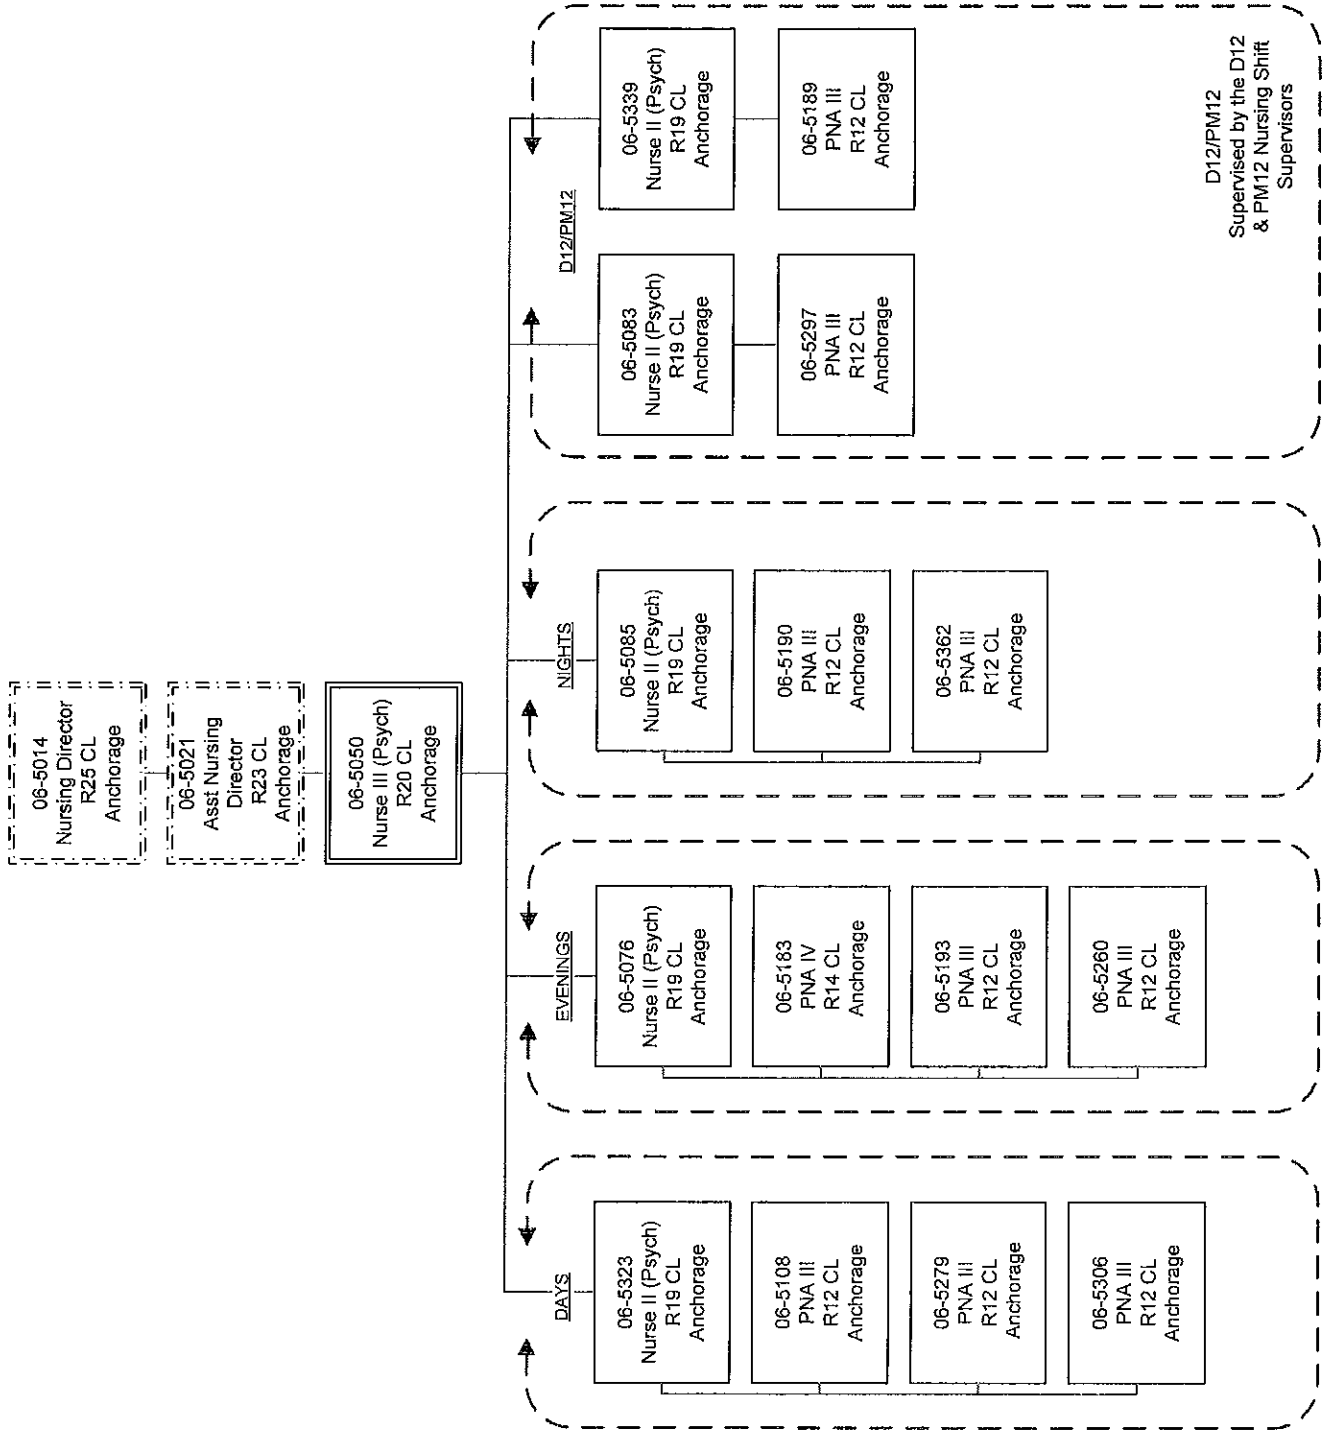 06-5014
Nursing Director
R25 CL
Anchorage
06-5021
Asst Nursing
Director
R23 CL
Anchorage
06-5050
Nurse III (Psych)
R20 CL
Anchorage
DAYS
06-5323
Nurse II (Psych)
R19 CL
Anchorage
06-5108
PNA III
R12 CL
Anchorage
06-5279
PNA III
R12 CL
Anchorage
06-5306
PNA III
R12 CL
Anchorage
EVENINGS
06-5076
Nurse II (Psych)
R19 CL
Anchorage
06-5183
PNA IV
R14 CL
Anchorage
06-5193
PNA III
R12 CL
Anchorage
06-5260
PNA III
R12 CL
Anchorage
NIGHTS
06-5085
Nurse II (Psych)
R19 CL
Anchorage
06-5190
PNA III
R12 CL
Anchorage
06-5362
PNA III
R12 CL
Anchorage
D12/PM12
06-5083
Nurse II (Psych)
R19 CL
Anchorage
06-5297
PNA III
R12 CL
Anchorage
06-5339
Nurse II (Psych)
R19 CL
Anchorage
06-5189
PNA III
R12 CL
Anchorage
D12/PM12
Supervised by the D12
& PM12 Nursing Shift
Supervisors